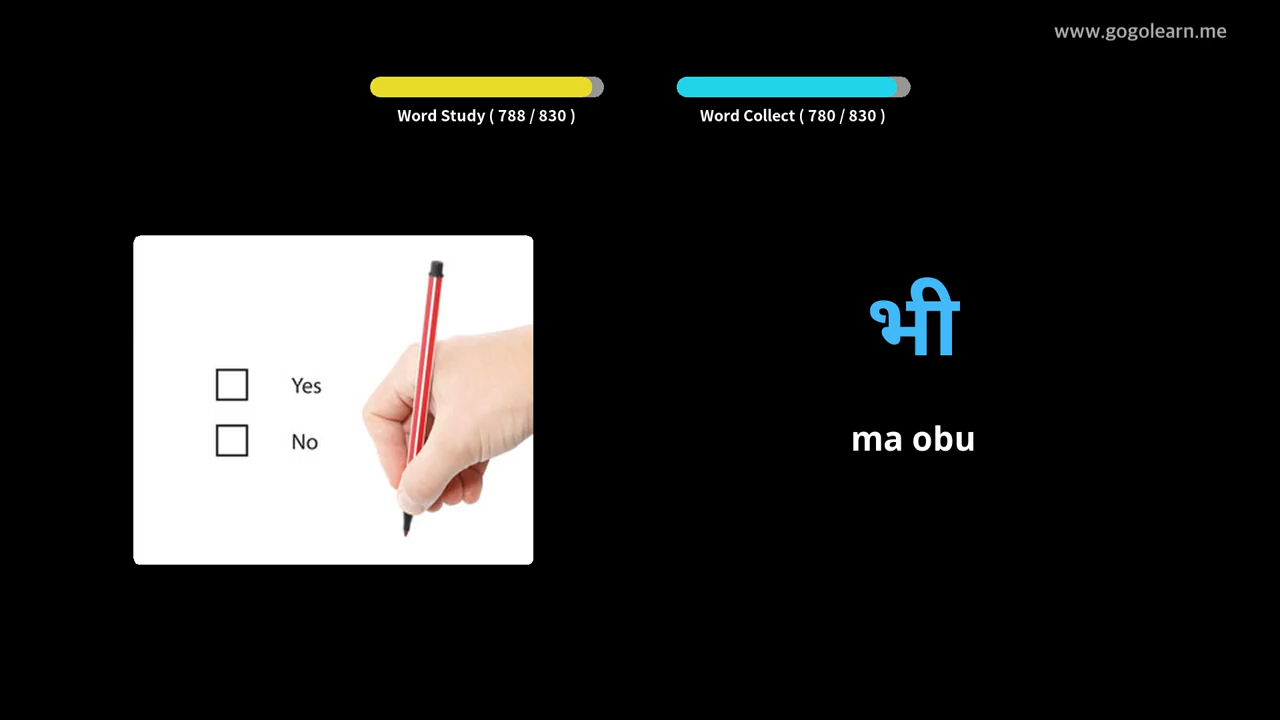 www.gogolearn.me
Word Study ( 788 / 830 )
Word Collect ( 780 / 830 )
Yes
No
भी
ma obu